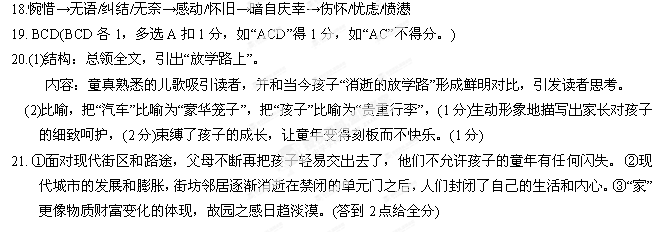 18.惋惜→无语/纠结/无奈→感动/怀旧→暗自庆幸→伤怀/忧虑/愤懑
19. BCD(BCD 各 1，多选 A 扣 1 分，如“ACD”得 1 分，如“AC”不得分。)
20.(1)结构：总领全文，引出“放学路上”。
内容：童真熟悉的儿歌吸引读者，并和当今孩子“消逝的放学路”形成鲜明对比，引发读者思考。
(2)比喻，把“汽车”比喻为“豪华笼子”，把“孩子”比喻为“贵重行李”，(1 分)生动形象地描写出家长对孩子
的细致呵护，(2 分)束缚了孩子的成长，让童年变得刻板而不快乐。(1 分)
21. ①面对现代街区和路途，父母不断再把孩子轻易交出去了，他们不允许孩子的童年有任何闪失。②现
代城市的发展和膨胀，街坊邻居逐渐消逝在禁闭的单元门之后，人们封闭了自己的生活和内心。③“家”
更像物质财富变化的体现，故园之感日趋淡漠。(答到 2 点给全分)